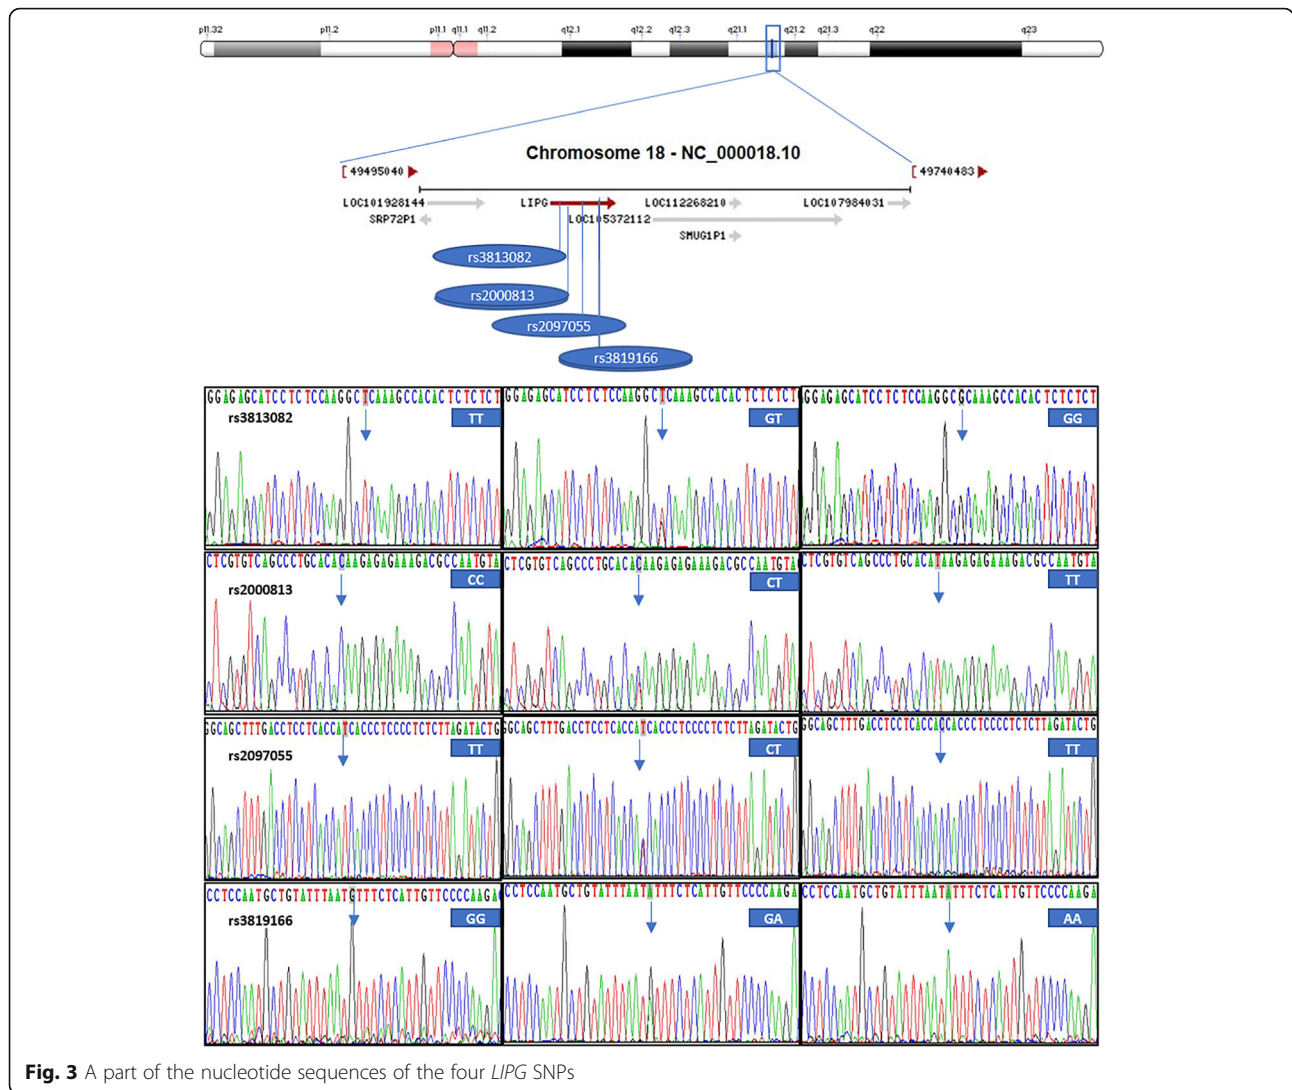 p11.32 p11.2 p11.1 q11.1 q11.2 q12.1 q12.2 q12.3 q21.1 q21.2 q21.3 q22 q23
Chromosome 18 - NC_000018.10
[ 49495040 [ 49740483
LOC101928144 LIPG LOC112268210 LOC107984031
SRP72P1 LOC105372112
SMUG1P1
rs3813082
rs2000813
rs2097055
rs3819166
GGAGAGCATCCTCTCCAAGGCTCAAAGCCACACTCTCTCT GGAGAGCATCCTCTCCAAGGCTCAAAGCCACACTCTCTCT GGAGAGCATCCTCTCCAAGGCGCAAAGCCACACTCTCTCT
rs3813082 TT GT GG
CTCGTGTCAGCCCTGCACACAAGAGAGAAAGACGCCAATGTA CTCGTGTCAGCCCTGCACACAAGAGAGAAAGACGCCAATGTA CTCGTGTCAGCCCTGCACATAAGAGAGAAAGACGCCAATGTA
rs2000813 CC CT TT
GGCAGCTTTGACCTCCTCACCATCACCCTCCCCTCTCTTAGATACTG GGCAGCTTTGACCTCCTCACCATCACCCTCCCCTCTCTTAGATACTG GGCAGCTTTGACCTCCTCACCACCACCCTCCCCTCTCTTAGATACTG
rs2097055 TT CT TT
CCTCCAATGCTGTATTTAATGTTTCTCATTGTTCCCCAAGA CCTCCAATGCTGTATTTAATATTTCTCATTGTTCCCCAAGA CCTCCAATGCTGTATTTAATATTTCTCATTGTTCCCCAAGA
rs3819166 GG GA AA
Fig. 3 A part of the nucleotide sequences of the four LIPG SNPs